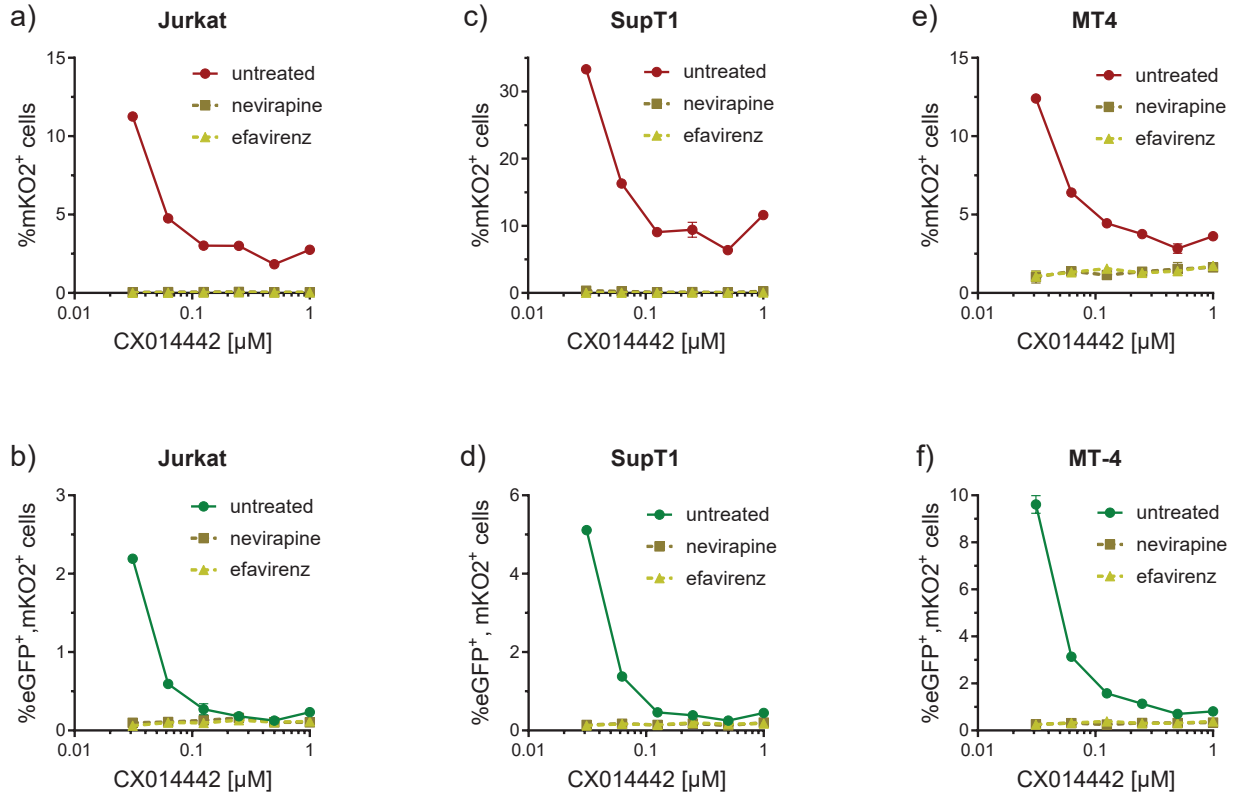 a)
Jurkat
15
10
5
0
%mKO2⁺ cells
untreated
nevirapine
efavirenz
0.01
0.1
1
CX014442 [µM]
c)
SupT1
30
20
10
0
%mKO2⁺ cells
untreated
nevirapine
efavirenz
0.01
0.1
1
CX014442 [µM]
e)
MT4
15
10
5
0
%mKO2⁺ cells
untreated
nevirapine
efavirenz
0.01
0.1
1
CX014442 [µM]
b)
Jurkat
3
2
1
0
%eGFP⁺,mKO2⁺ cells
untreated
nevirapine
efavirenz
0.01
0.1
1
CX014442 [µM]
d)
SupT1
6
4
2
0
%eGFP⁺, mKO2⁺ cells
untreated
nevirapine
efavirenz
0.01
0.1
1
CX014442 [µM]
f)
MT-4
10
8
6
4
2
0
%eGFP⁺,mKO2⁺ cells
untreated
nevirapine
efavirenz
0.01
0.1
1
CX014442 [µM]